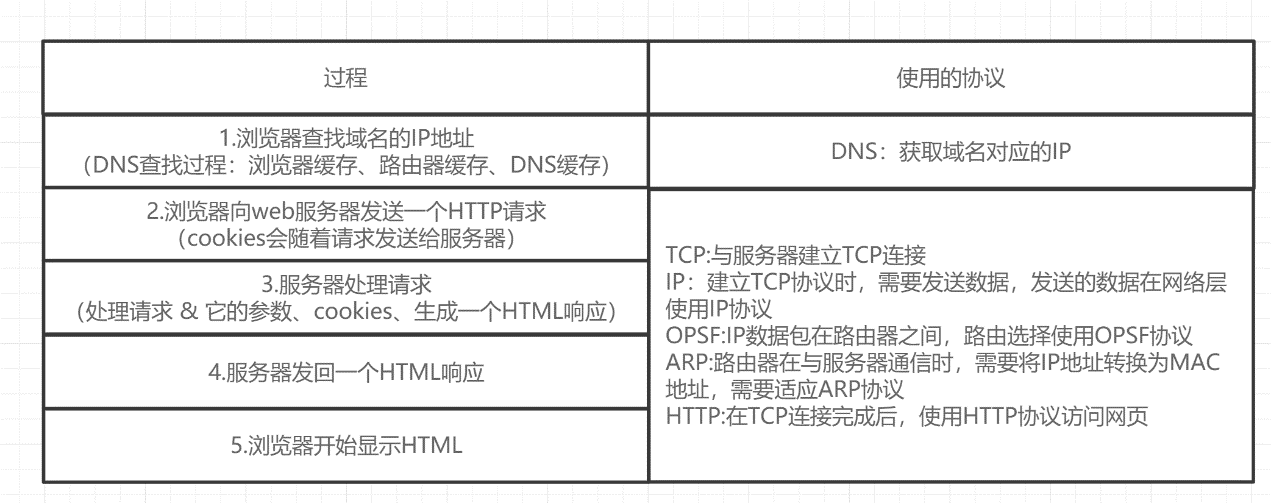 过程
使用的协议
1.浏览器查找域名的IP地址
（DNS查找过程：浏览器缓存、路由器缓存、DNS缓存）
DNS：获取域名对应的IP
2.浏览器向web服务器发送一个HTTP请求
（cookies会随着请求发送给服务器）
3.服务器处理请求
（处理请求 & 它的参数、cookies、生成一个HTML响应）
4.服务器发回一个HTML响应
5.浏览器开始显示HTML
TCP:与服务器建立TCP连接
IP：建立TCP协议时，需要发送数据，发送的数据在网络层
使用IP协议
OPSF:IP数据包在路由器之间，路由选择使用OPSF协议
ARP:路由器在与服务器通信时，需要将IP地址转换为MAC
地址，需要适应ARP协议
HTTP:在TCP连接完成后，使用HTTP协议访问网页